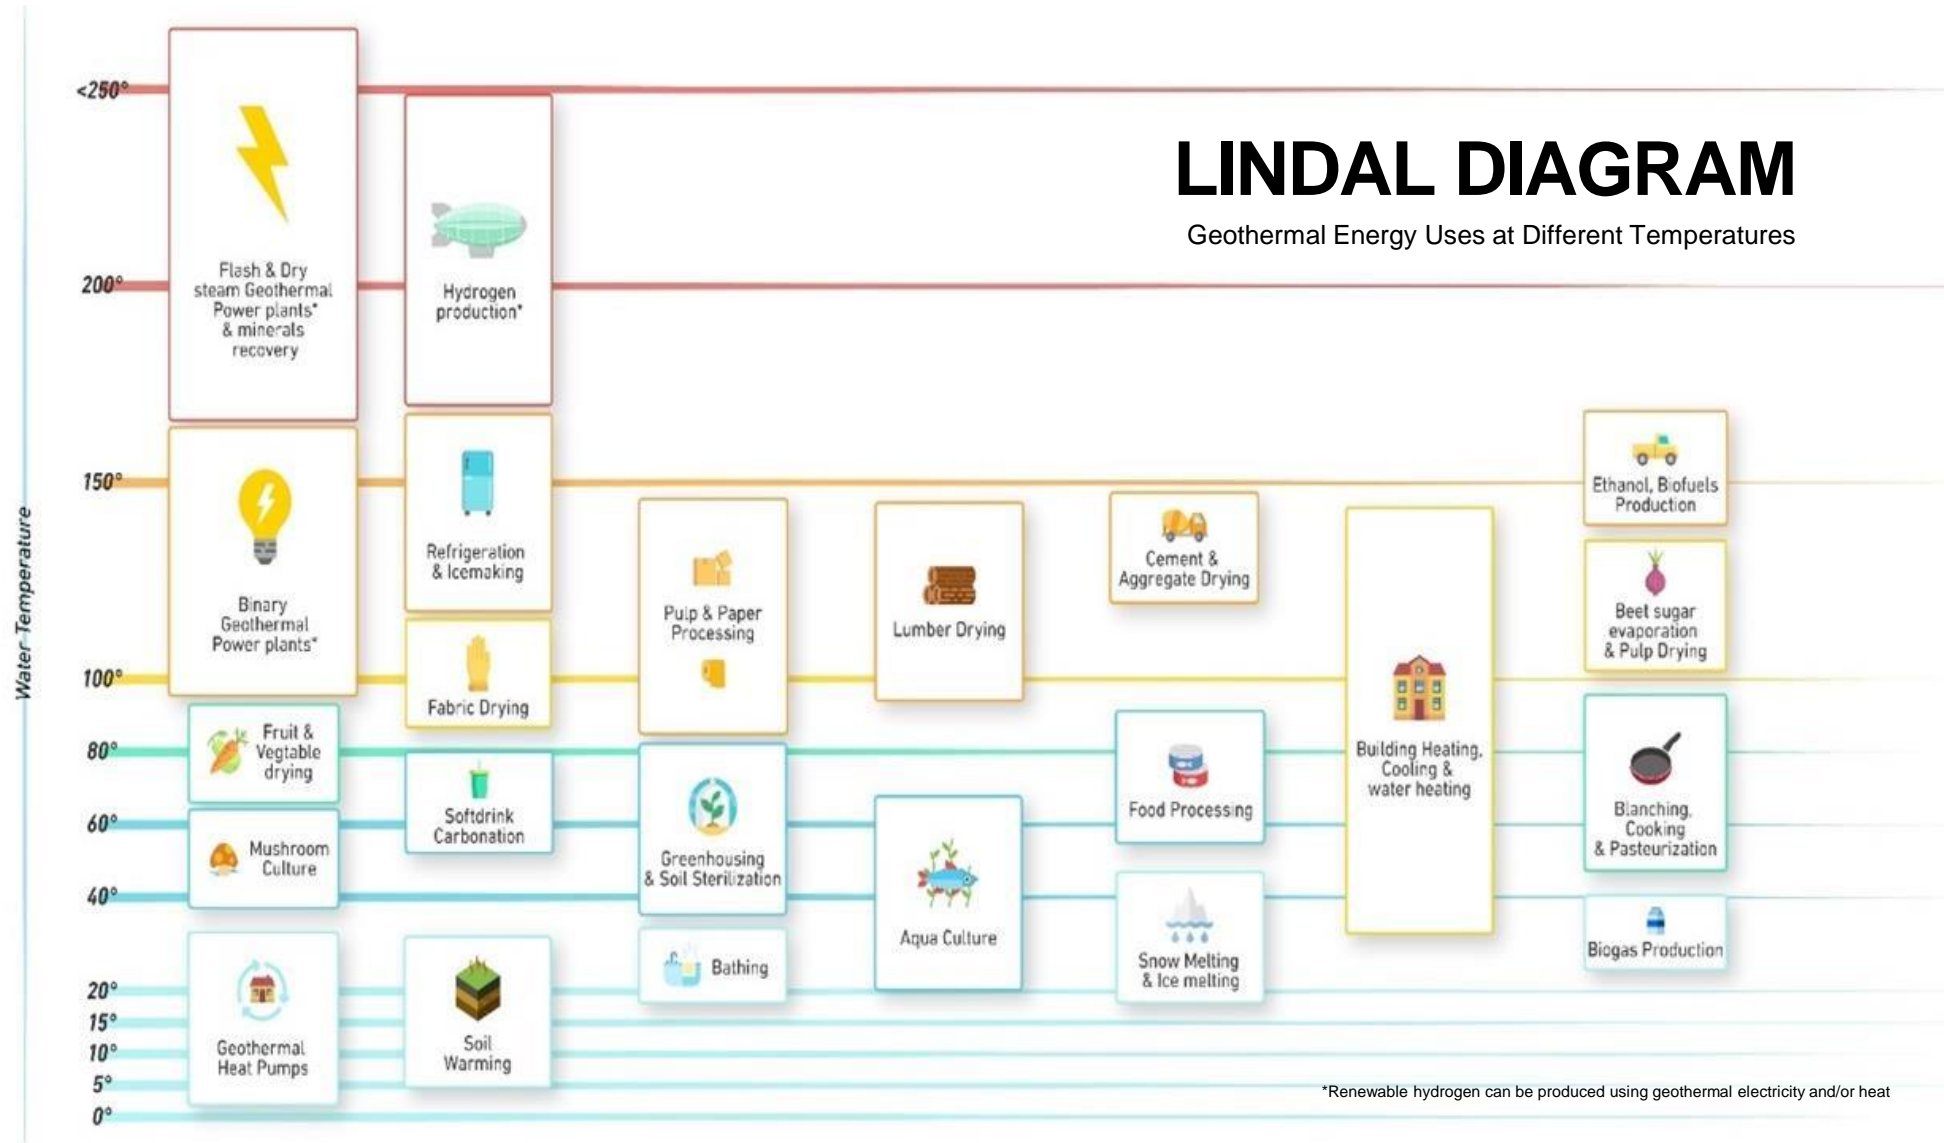 LINDAL DIAGRAM
Geothermal Energy Uses at Different Temperatures
Water Temperature
<250°
200°
150°
100°
80°
60°
40°
20°
15°
10°
5°
0°
Flash & Dry
steam Geothermal
Power plants*
& minerals
recovery
Binary
Geothermal
Power plants*
Fruit &
Vegtable
drying
Mushroom
Culture
Geothermal
Heat Pumps
Hydrogen
production*
Refrigeration
& Icemaking
Fabric Drying
Softdrink
Carbonation
Soil
Warming
Pulp & Paper
Processing
Greenhousing
& Soil Sterilization
Bathing
Lumber Drying
Aqua Culture
Cement &
Aggregate Drying
Food Processing
Snow Melting
& Ice melting
Building Heating,
Cooling &
water heating
Ethanol, Biofuels
Production
Beet sugar
evaporation
& Pulp Drying
Blanching,
Cooking
& Pasteurization
Biogas Production
*Renewable hydrogen can be produced using geothermal electricity and/or heat